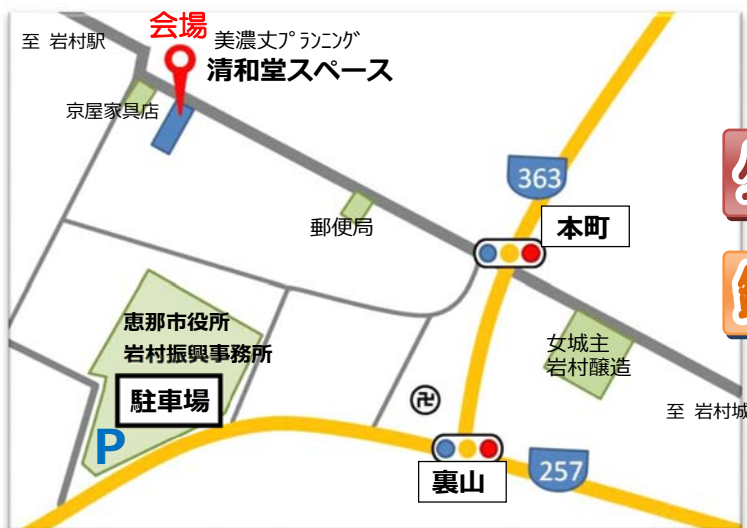 会場
至 岩村駅
美濃丈プランニング
清和堂スペース
京屋家具店
363
本町
郵便局
恵那市役所
岩村振興事務所
女城主
岩村醸造
駐車場
卍
至 岩村城
P
裏山
257